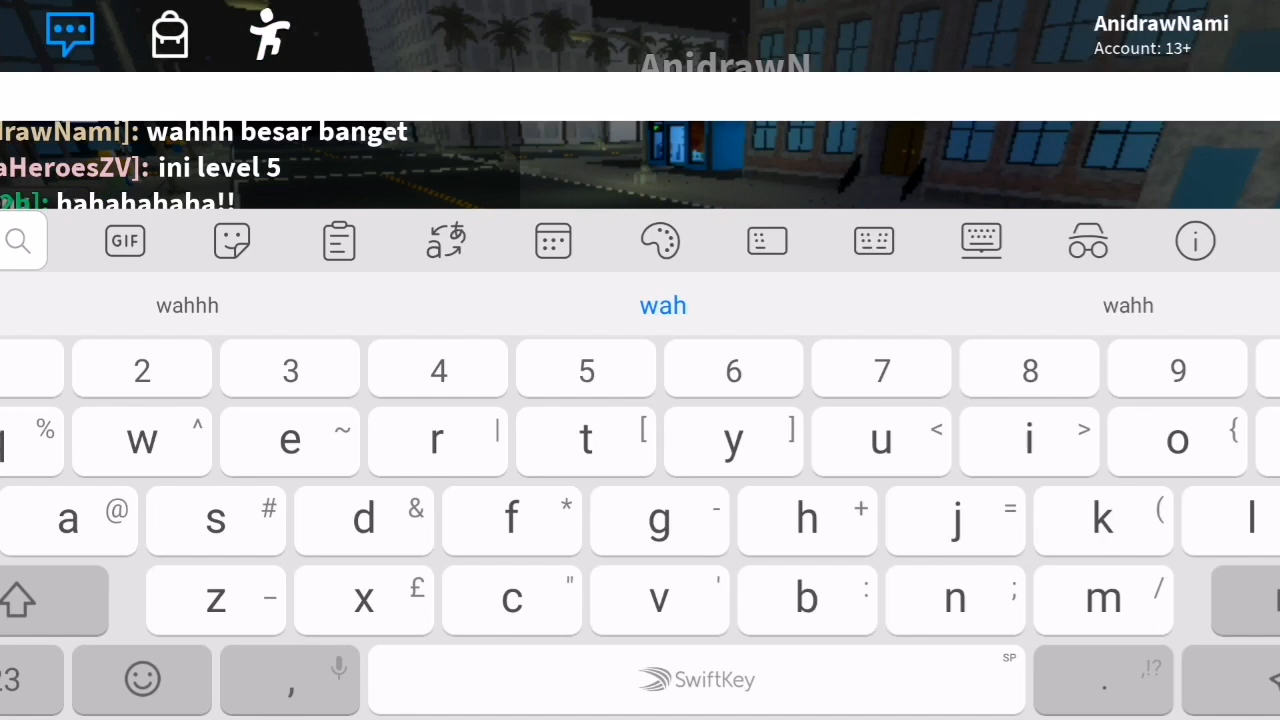 AnidrawNami
Account: 13+
AnidrawN
drawNami]: wahhh besar banget
aHeroesZV]: ini level 5
hahahahaha!!
GIF
wahhh wah wahh
2 3 4 5 6 7 8 9
q % w ^ e ~ r | t [ y ] u < i > o {
a @ s # d & f * g - h + j = k ( l
z – x £ c " v ' b : n ; m /
23 , SwiftKey SP . ,!?